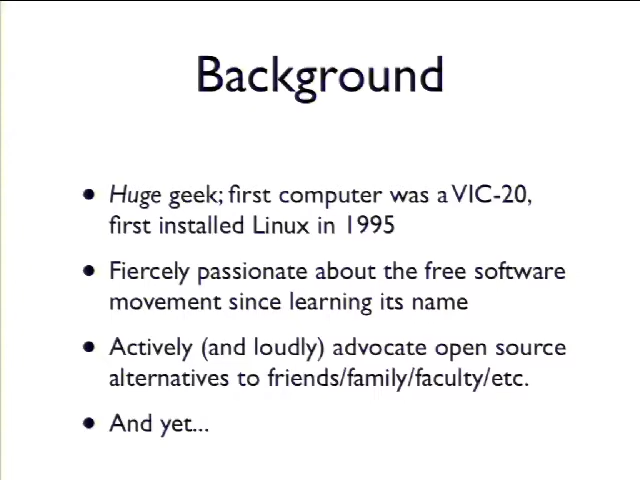 Background
• Huge geek; first computer was a VIC-20,
first installed Linux in 1995
• Fiercely passionate about the free software
movement since learning its name
• Actively (and loudly) advocate open source
alternatives to friends/family/faculty/etc.
• And yet...